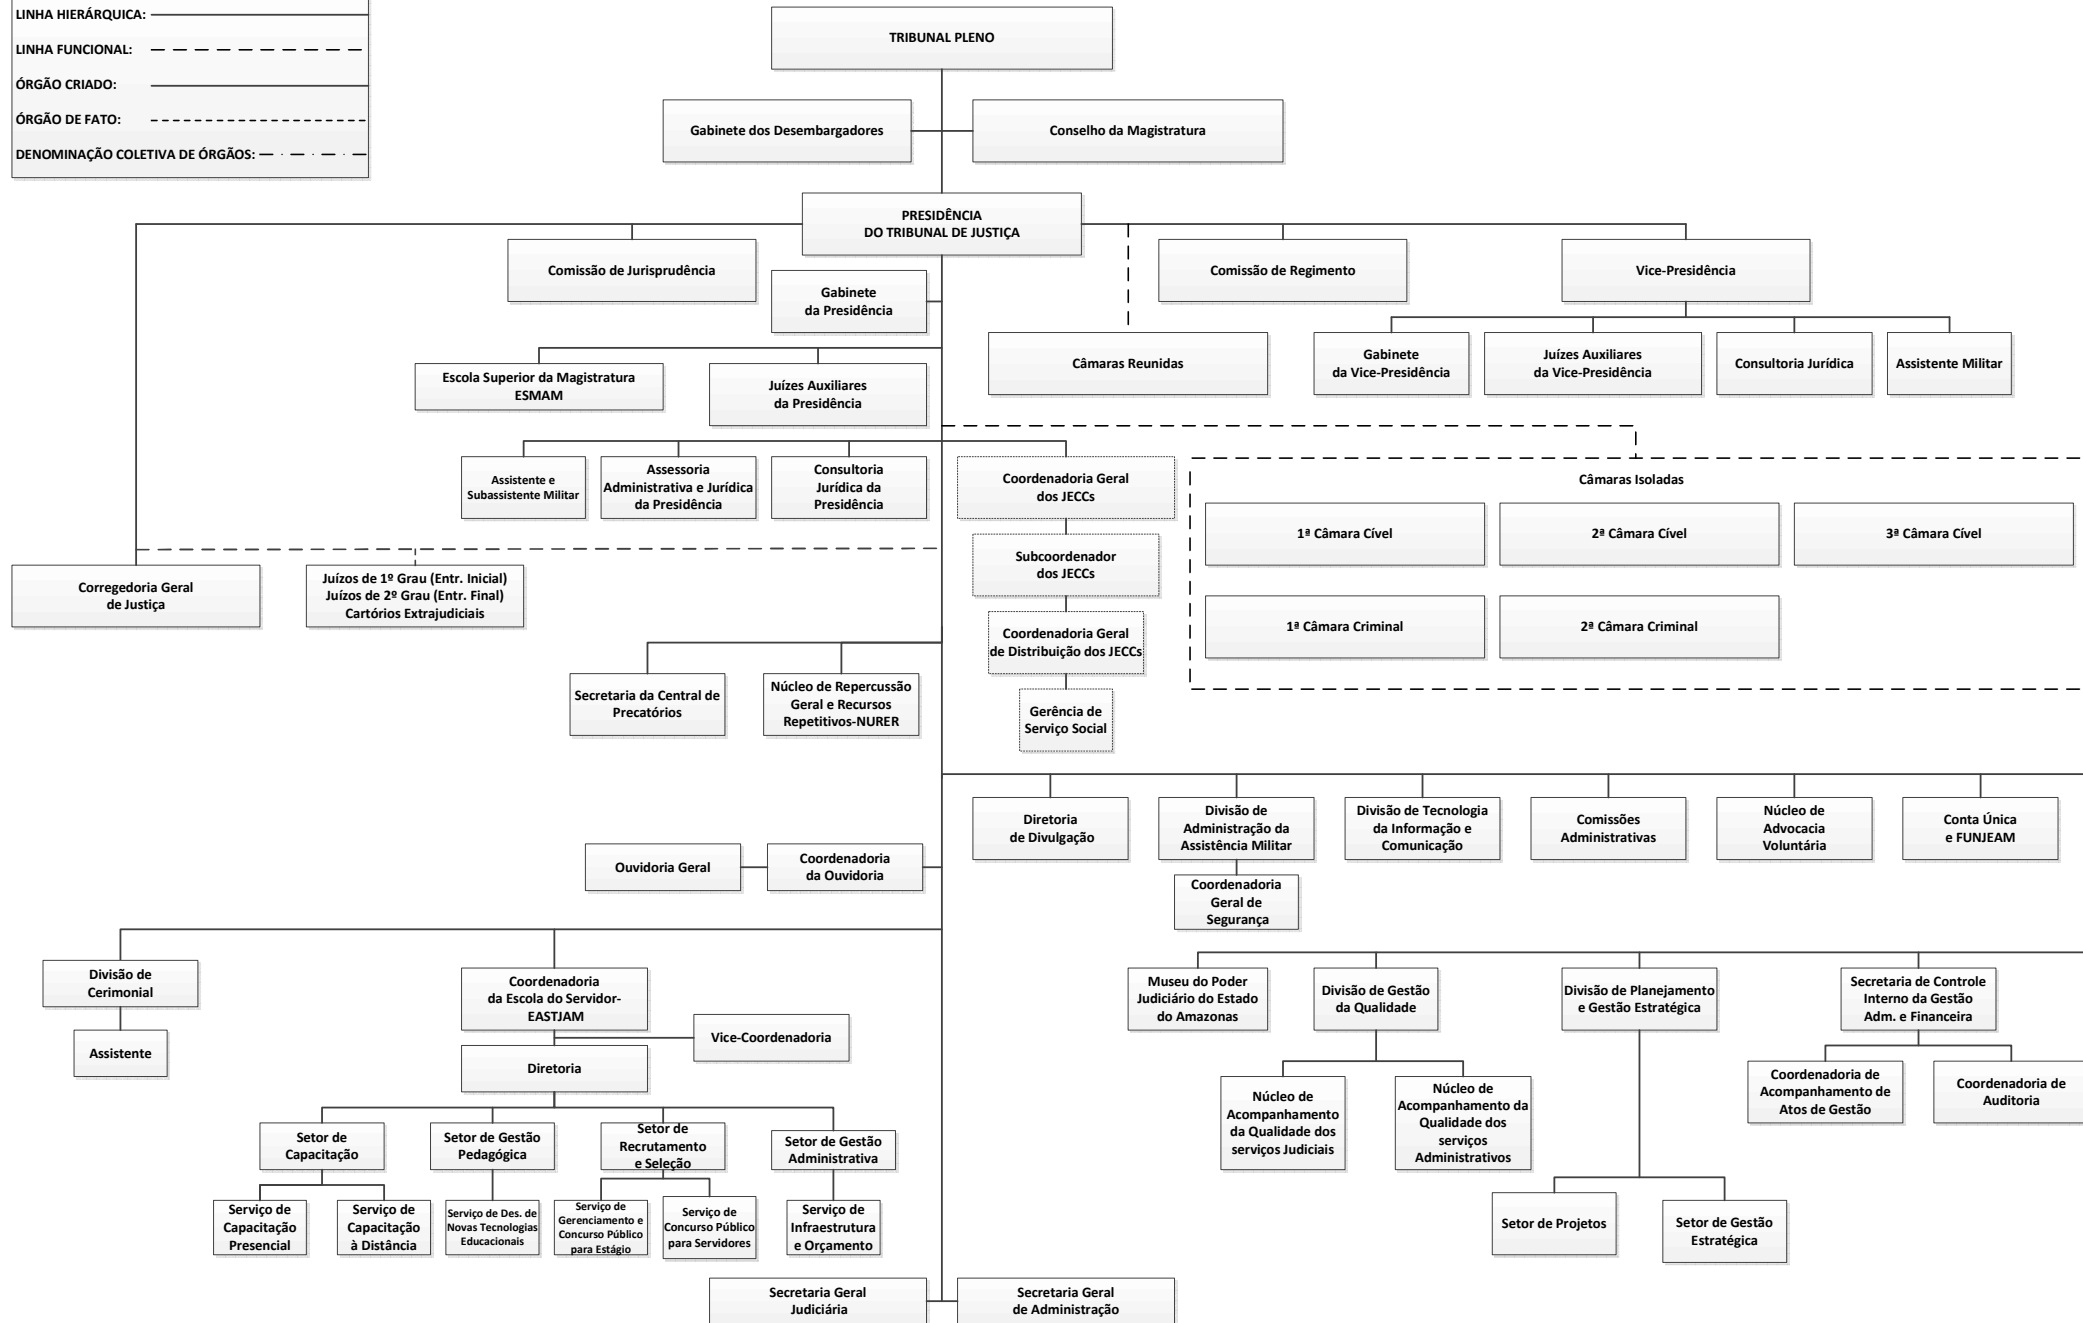 LINHA HIERÁRQUICA:
LINHA FUNCIONAL:
ÓRGÃO CRIADO:
ÓRGÃO DE FATO:
DENOMINAÇÃO COLETIVA DE ÓRGÃOS:
TRIBUNAL PLENO
Gabinete dos Desembargadores
Conselho da Magistratura
PRESIDÊNCIA
DO TRIBUNAL DE JUSTIÇA
Comissão de Jurisprudência
Gabinete
da Presidência
Comissão de Regimento
Vice-Presidência
Escola Superior da Magistratura
ESMAM
Juízes Auxiliares
da Presidência
Câmaras Reunidas
Gabinete
da Vice-Presidência
Juízes Auxiliares
da Vice-Presidência
Consultoria Jurídica
Assistente Militar
Assistente e
Subassistente Militar
Assessoria
Administrativa e Jurídica
da Presidência
Consultoria
Jurídica da
Presidência
Coordenadoria Geral
dos JECCs
Câmaras Isoladas
1ª Câmara Cível
2ª Câmara Cível
3ª Câmara Cível
Subcoordenador
dos JECCs
Corregedoria Geral
de Justiça
Juízos de 1º Grau (Entr. Inicial)
Juízos de 2º Grau (Entr. Final)
Cartórios Extrajudiciais
Coordenadoria Geral
de Distribuição dos JECCs
1ª Câmara Criminal
2ª Câmara Criminal
Secretaria da Central de
Precatórios
Núcleo de Repercussão
Geral e Recursos
Repetitivos-NURER
Gerência de
Serviço Social
Diretoria
de Divulgação
Divisão de
Administração da
Assistência Militar
Divisão de Tecnologia
da Informação e
Comunicação
Comissões
Administrativas
Núcleo de
Advocacia
Voluntária
Conta Única
e FUNJEAM
Ouvidoria Geral
Coordenadoria
da Ouvidoria
Coordenadoria
Geral de
Segurança
Divisão de
Cerimonial
Coordenadoria
da Escola do Servidor-
EASTJAM
Museu do Poder
Judiciário do Estado
do Amazonas
Divisão de Gestão
da Qualidade
Divisão de Planejamento
e Gestão Estratégica
Secretaria de Controle
Interno da Gestão
Adm. e Financeira
Assistente
Vice-Coordenadoria
Diretoria
Núcleo de
Acompanhamento
da Qualidade dos
serviços Judiciais
Núcleo de
Acompanhamento da
Qualidade dos
serviços
Administrativos
Coordenadoria de
Acompanhamento de
Atos de Gestão
Coordenadoria de
Auditoria
Setor de
Capacitação
Setor de Gestão
Pedagógica
Setor de
Recrutamento
e Seleção
Setor de Gestão
Administrativa
Serviço de
Capacitação
Presencial
Serviço de
Capacitação
à Distância
Serviço de Des. de
Novas Tecnologias
Educacionais
Serviço de
Gerenciamento e
Concurso Público
para Estágio
Serviço de
Concurso Público
para Servidores
Serviço de
Infraestrutura
e Orçamento
Setor de Projetos
Setor de Gestão
Estratégica
Secretaria Geral
Judiciária
Secretaria Geral
de Administração